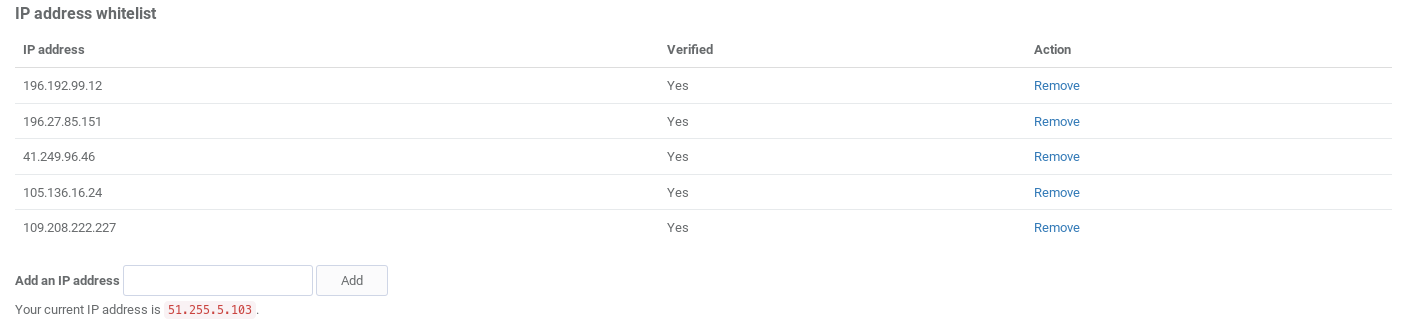 IP address whitelist
IP address Verified Action
196.192.99.12 Yes Remove
196.27.85.151 Yes Remove
41.249.96.46 Yes Remove
105.136.16.24 Yes Remove
109.208.222.227 Yes Remove
Add an IP address Add
Your current IP address is 51.255.5.103.